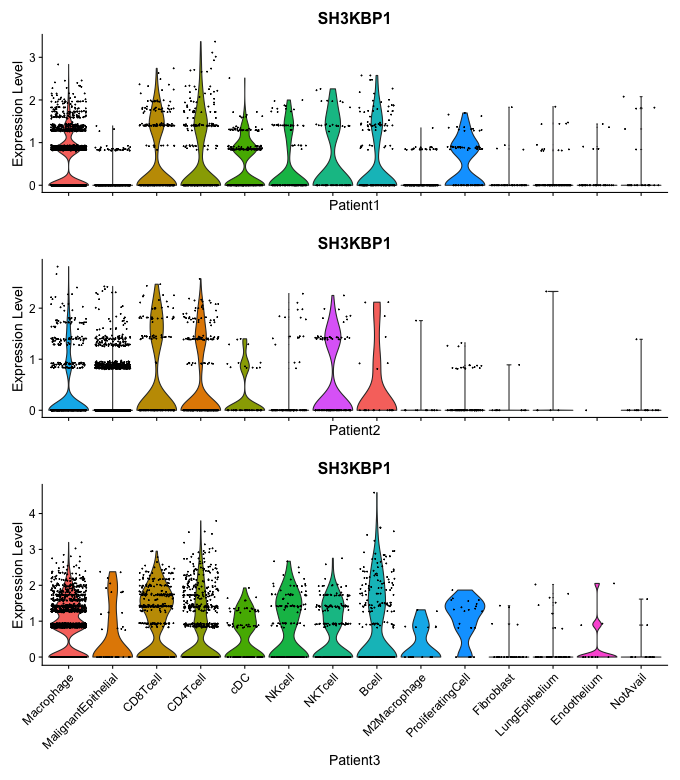 SH3KBP1
Expression Level
3
2
1
0
Patient1
SH3KBP1
Expression Level
2
1
0
Patient2
SH3KBP1
Expression Level
4
3
2
1
0
Macrophage
MalignantEpithelial
CD8Tcell
CD4Tcell
cDC
NKcell
NKTcell
Bcell
M2Macrophage
ProliferatingCell
Fibroblast
LungEpithelium
Endothelium
NotAvail
Patient3